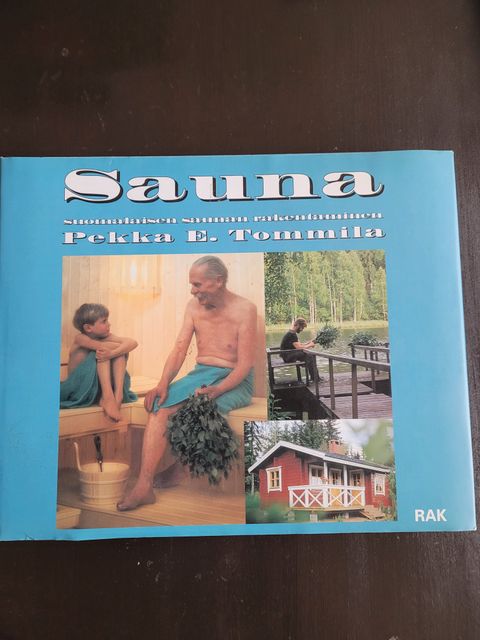 Sauna
suomalaisen saunan rakentaminen
Pekka E. Tommila
RAK